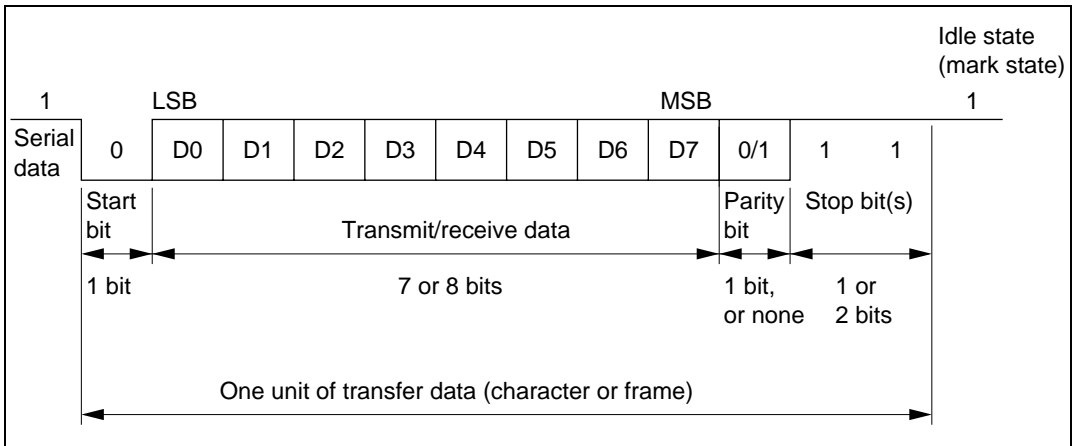 Idle state
(mark state)
1 LSB MSB 1
Serial
data
0 D0 D1 D2 D3 D4 D5 D6 D7 0/1 1 1
Start
bit
Transmit/receive data
Parity
bit
Stop bit(s)
1 bit
7 or 8 bits
1 bit,
or none
1 or
2 bits
One unit of transfer data (character or frame)